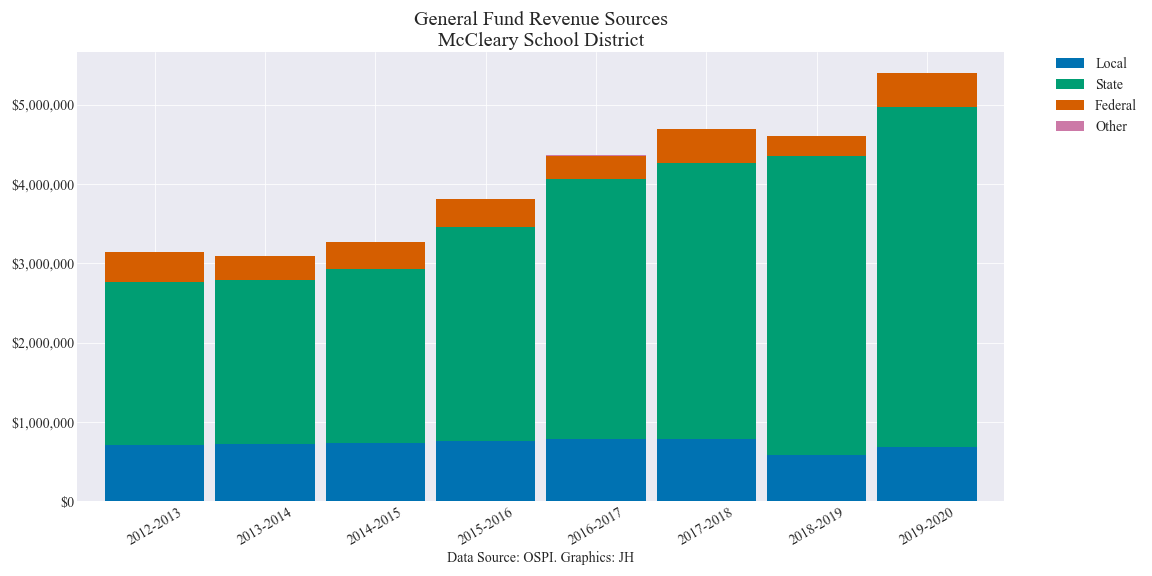 General Fund Revenue Sources
McCleary School District
Local
State
Federal
Other
$5,000,000
$4,000,000
$3,000,000
$2,000,000
$1,000,000
$0
2012-2013
2013-2014
2014-2015
2015-2016
2016-2017
2017-2018
2018-2019
2019-2020
Data Source: OSPI. Graphics: JH